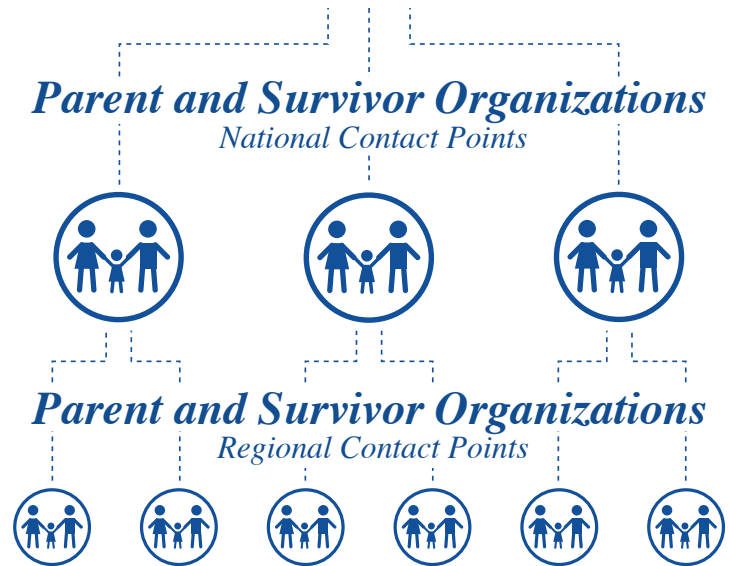 Parent and Survivor Organizations
National Contact Points
Parent and Survivor Organizations
Regional Contact Points